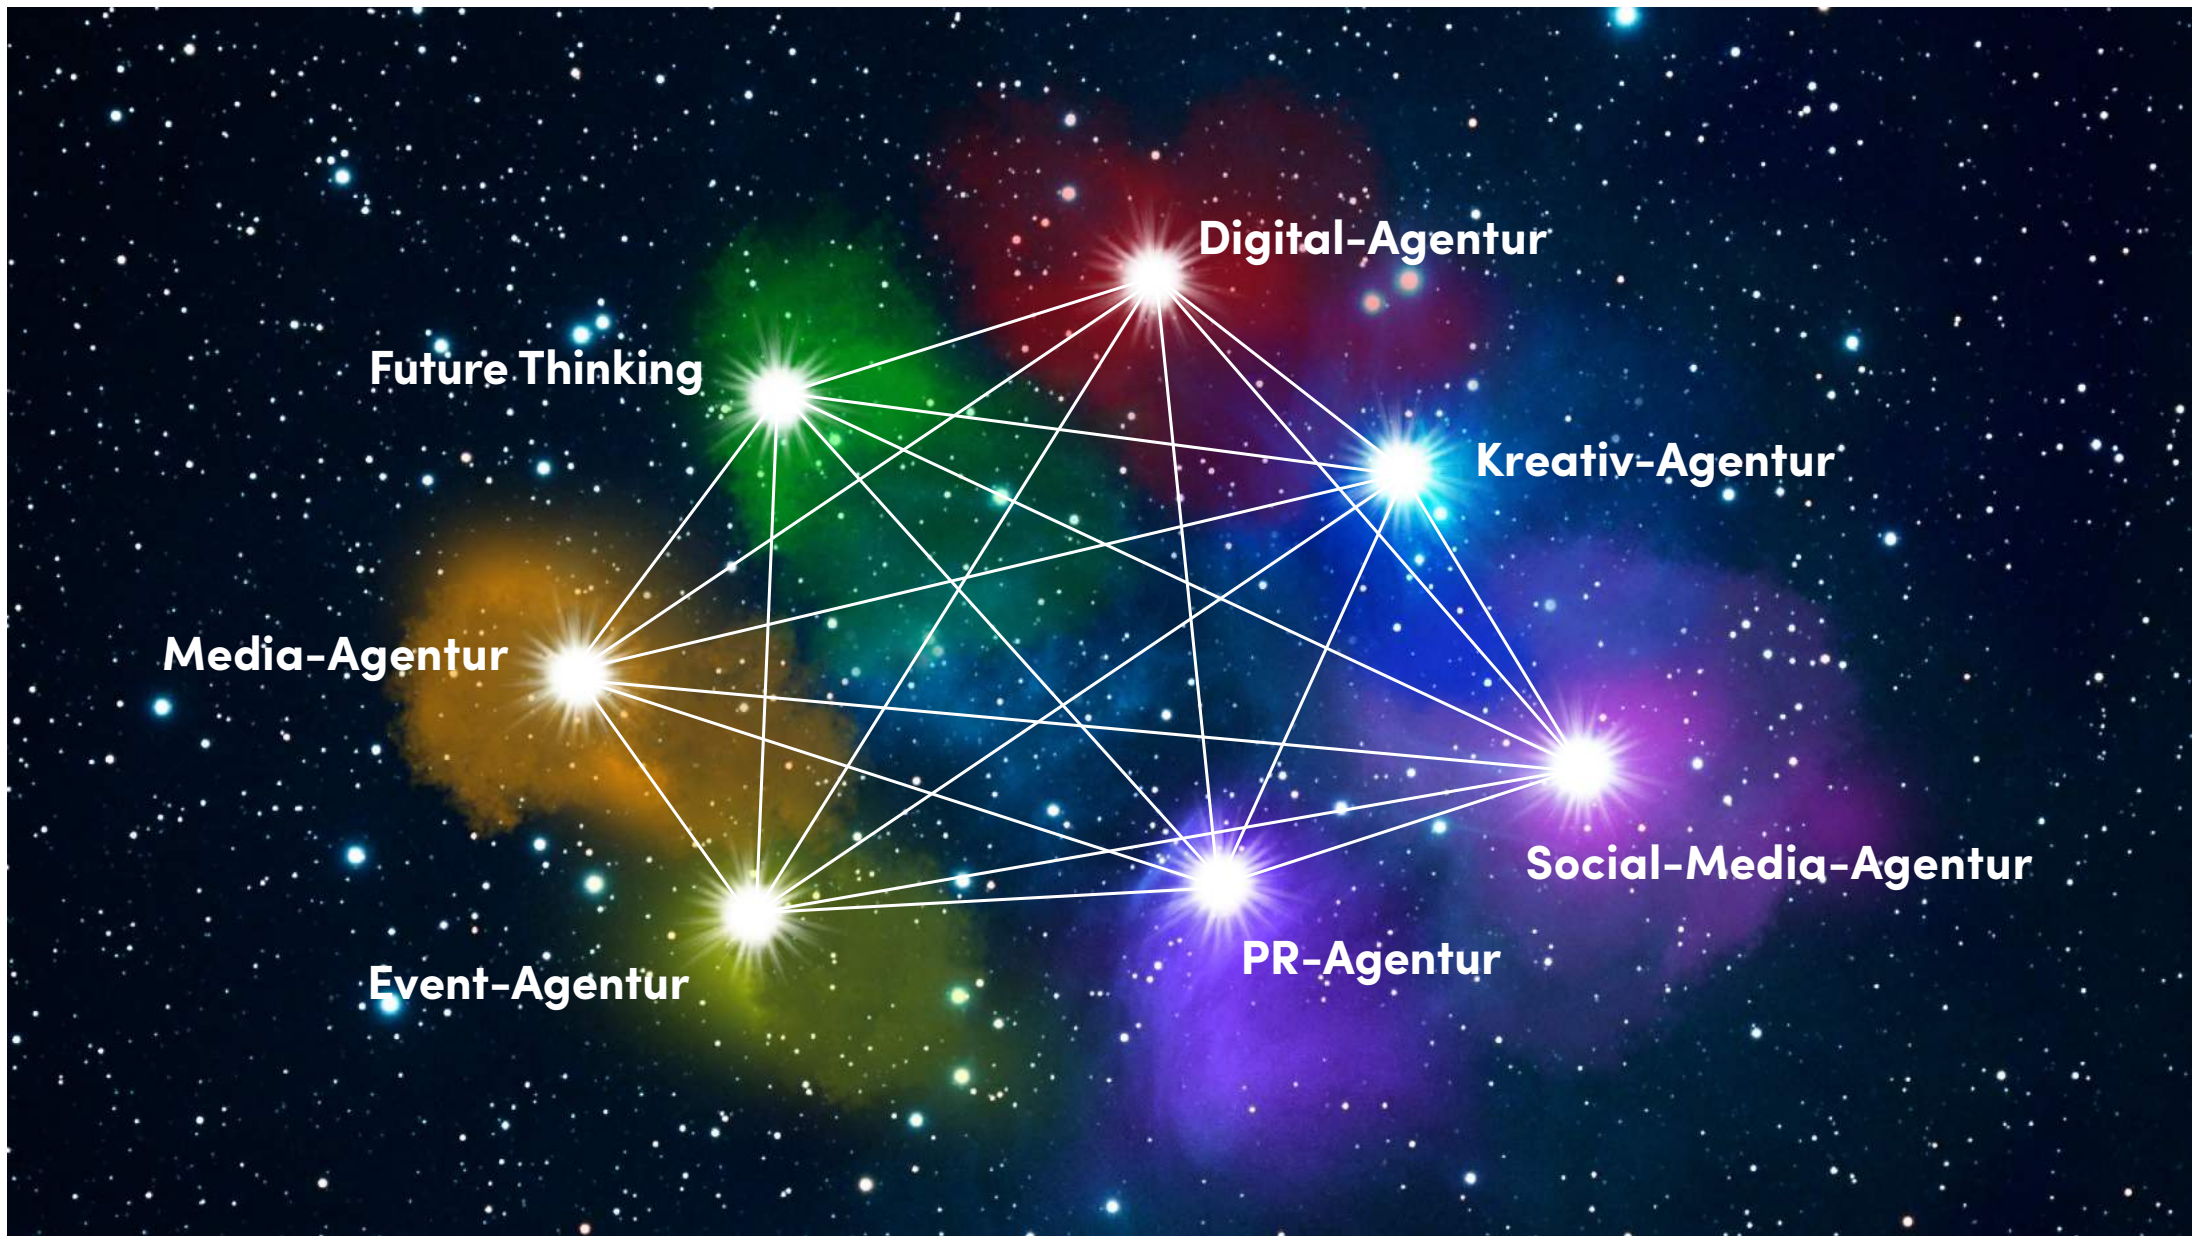 Digital-Agentur
Future Thinking
Kreativ-Agentur
Media-Agentur
Social-Media-Agentur
PR-Agentur
Event-Agentur